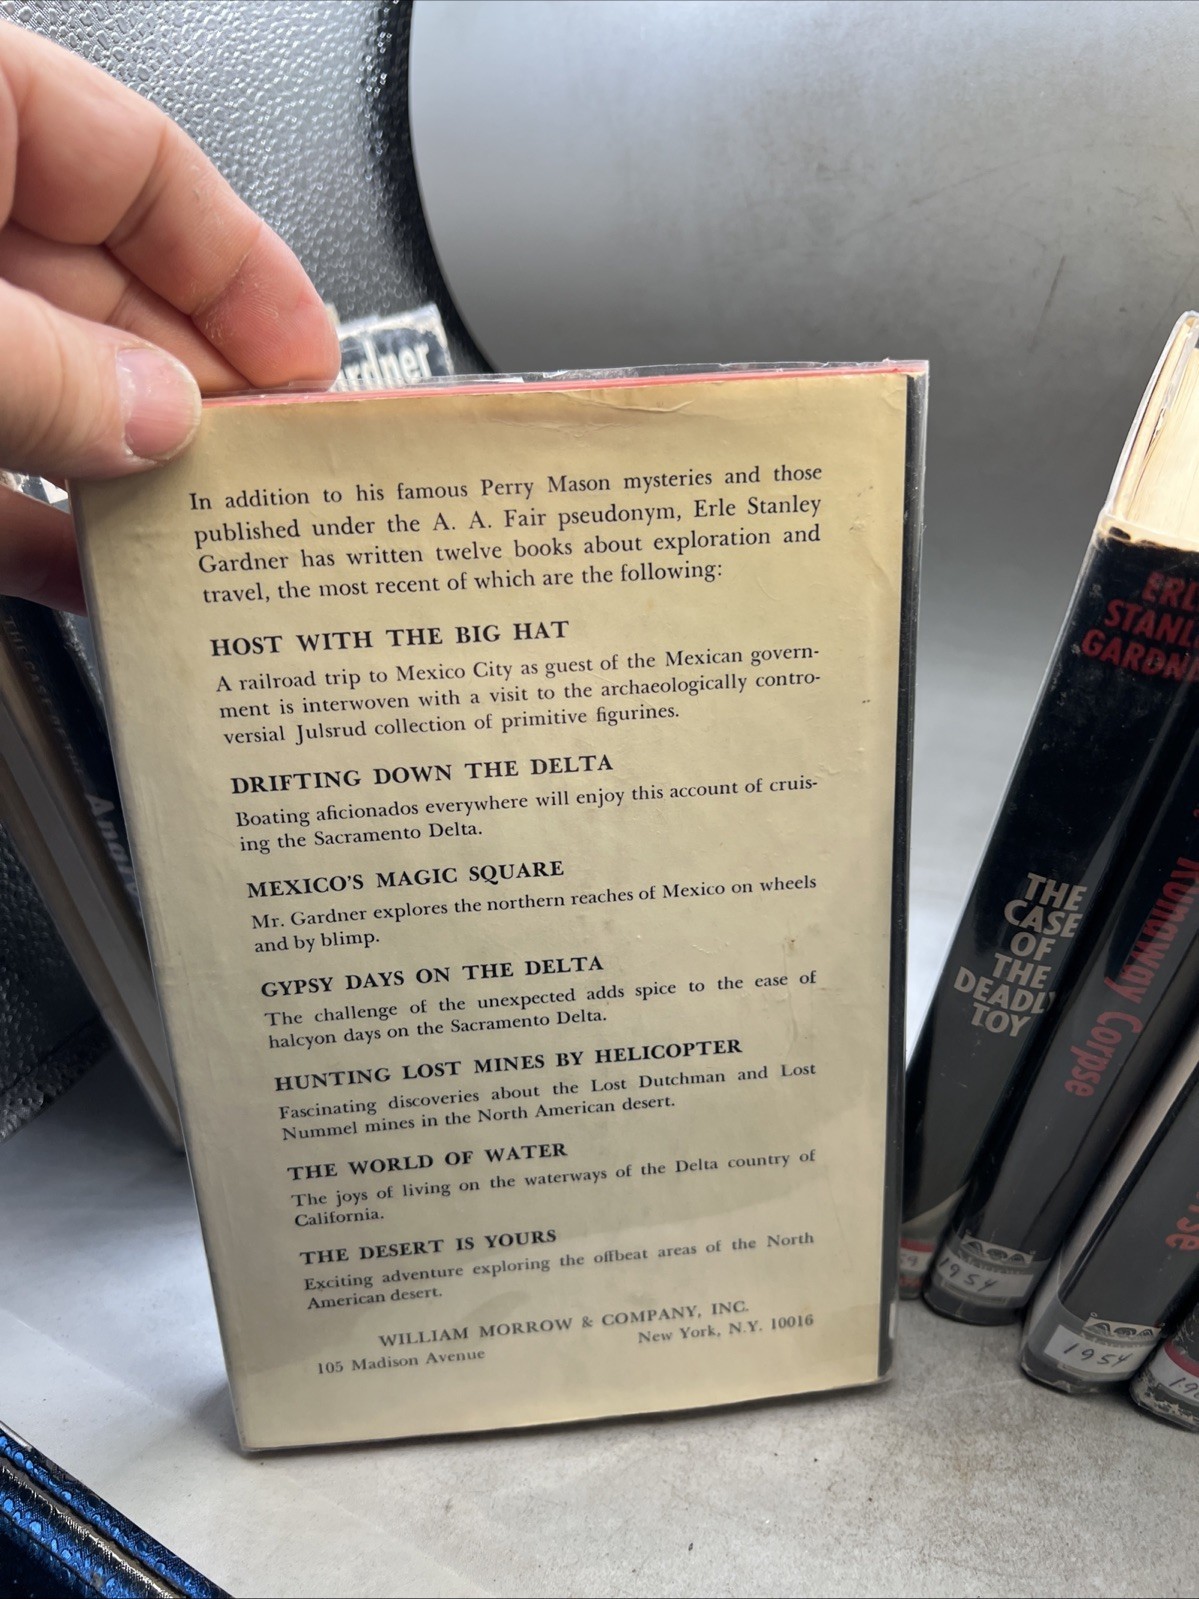 ardner
In addition to his famous Perry Mason mysteries and those
published under the A. A. Fair pseudonym, Erle Stanley
Gardner has written twelve books about exploration and
travel, the most recent of which are the following:
HOST WITH THE BIG HAT
A railroad trip to Mexico City as guest of the Mexican govern-
ment is interwoven with a visit to the archaeologically contro-
versial Julsrud collection of primitive figurines.
DRIFTING DOWN THE DELTA
Boating aficionados everywhere will enjoy this account of cruis-
ing the Sacramento Delta.
MEXICO'S MAGIC SQUARE
Mr. Gardner explores the northern reaches of Mexico on wheels
and by blimp.
GYPSY DAYS ON THE DELTA
The challenge of the unexpected adds spice to the ease of
halcyon days on the Sacramento Delta.
HUNTING LOST MINES BY HELICOPTER
Fascinating discoveries about the Lost Dutchman and Lost
Nummel mines in the North American desert.
THE WORLD OF WATER
The joys of living on the waterways of the Delta country of
California.
THE DESERT IS YOURS
Exciting adventure exploring the offbeat areas of the North
American desert.
WILLIAM MORROW & COMPANY, INC.
105 Madison Avenue New York, N.Y. 10016
ERL
STANL
GARDN
THE
CASE
OF
THE
DEADLY
TOY
Runaway Corpse
1954
1954